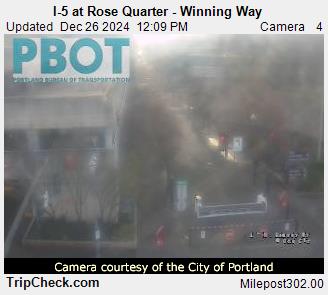 I-5 at Rose Quarter - Winning Way
Updated Dec 26 2024 12:09 PM Camera 4
PBOT
PORTLAND BUREAU OF TRANSPORTATION
Camera courtesy of the City of Portland
TripCheck.com Milepost302.00